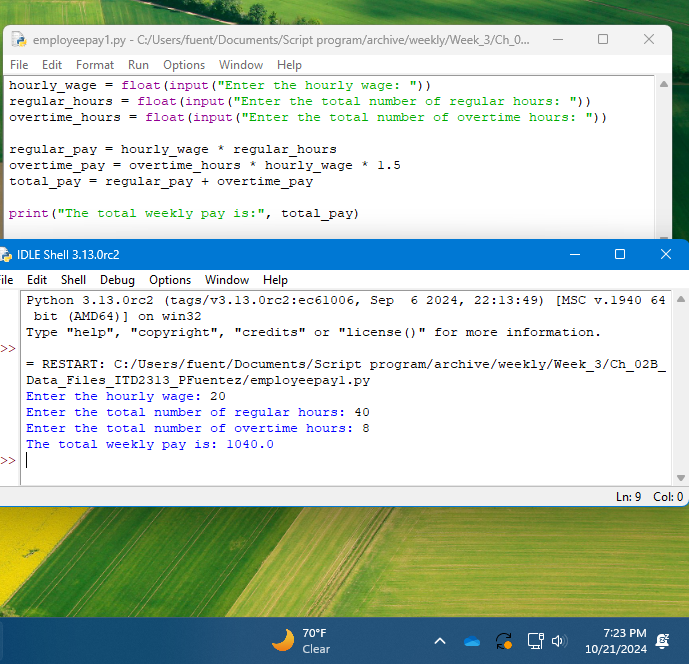 employeepay1.py - C:/Users/fuent/Documents/Script program/archive/weekly/Week_3/Ch_0...
File Edit Format Run Options Window Help
hourly_wage = float(input("Enter the hourly wage: "))
regular_hours = float(input("Enter the total number of regular hours: "))
overtime_hours = float(input("Enter the total number of overtime hours: "))
regular_pay = hourly_wage * regular_hours
overtime_pay = overtime_hours * hourly_wage * 1.5
total_pay = regular_pay + overtime_pay
print("The total weekly pay is:", total_pay)
IDLE Shell 3.13.0rc2
ile Edit Shell Debug Options Window Help
Python 3.13.0rc2 (tags/v3.13.0rc2:ec61006, Sep  6 2024, 22:13:49) [MSC v.1940 64
bit (AMD64)] on win32
Type "help", "copyright", "credits" or "license()" for more information.
>>
= RESTART: C:/Users/fuent/Documents/Script program/archive/weekly/Week_3/Ch_02B_
Data_Files_ITD2313_PFuentez/employeepay1.py
Enter the hourly wage: 20
Enter the total number of regular hours: 40
Enter the total number of overtime hours: 8
The total weekly pay is: 1040.0
>>
Ln: 9 Col: 0
70°F
Clear
7:23 PM
10/21/2024